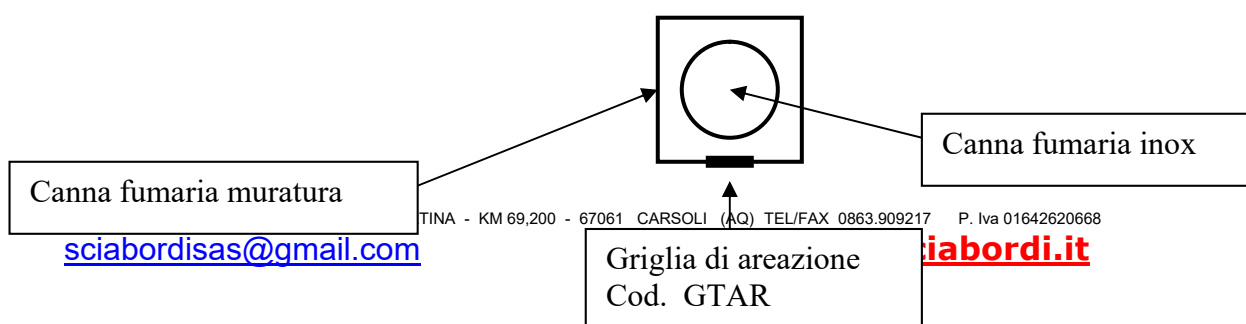 Canna fumaria inox
Canna fumaria muratura
TINA - KM 69,200 - 67061 CARSOLI (AQ) TEL/FAX 0863.909217 P. Iva 01642620668
sciabordisas@gmail.com
iabordi.it
Griglia di areazione
Cod. GTAR